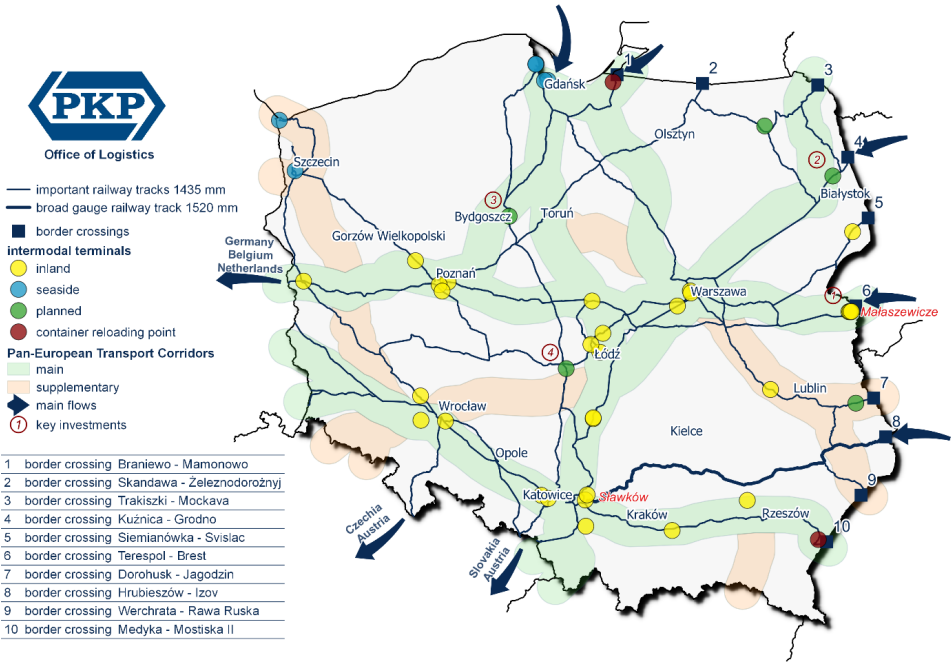 PKP
Office of Logistics
important railway tracks 1435 mm
broad gauge railway track 1520 mm
border crossings
intermodal terminals
inland
seaside
planned
container reloading point
Pan-European Transport Corridors
main
supplementary
main flows
1 key investments
1 border crossing Braniewo - Mamonowo
2 border crossing Skandawa - Żeleznodorożnyj
3 border crossing Trakiszki - Mockava
4 border crossing Kuźnica - Grodno
5 border crossing Siemianówka - Svislac
6 border crossing Terespol - Brest
7 border crossing Dorohusk - Jagodzin
8 border crossing Hrubieszów - Izov
9 border crossing Werchrata - Rawa Ruska
10 border crossing Medyka - Mostiska II
1
2
3
Gdańsk
Olsztyn
4
2
Szczecin
Białystok
3
Bydgoszcz
Toruń
5
Gorzów Wielkopolski
Germany
Belgium
Netherlands
Poznań
Warszawa
1
6
Małaszewicze
4
Łódź
Lublin
7
Wrocław
8
Kielce
Opole
9
Katowice
Sławków
Kraków
Rzeszów
10
Czechia
Austria
Slovakia
Austria